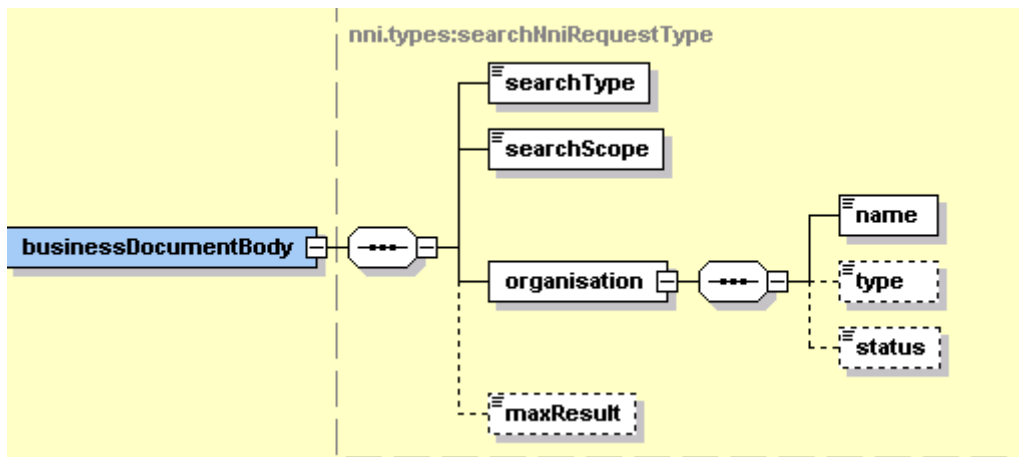 nni.types:searchNniRequestType
searchType
searchScope
businessDocumentBody
organisation
name
type
status
maxResult